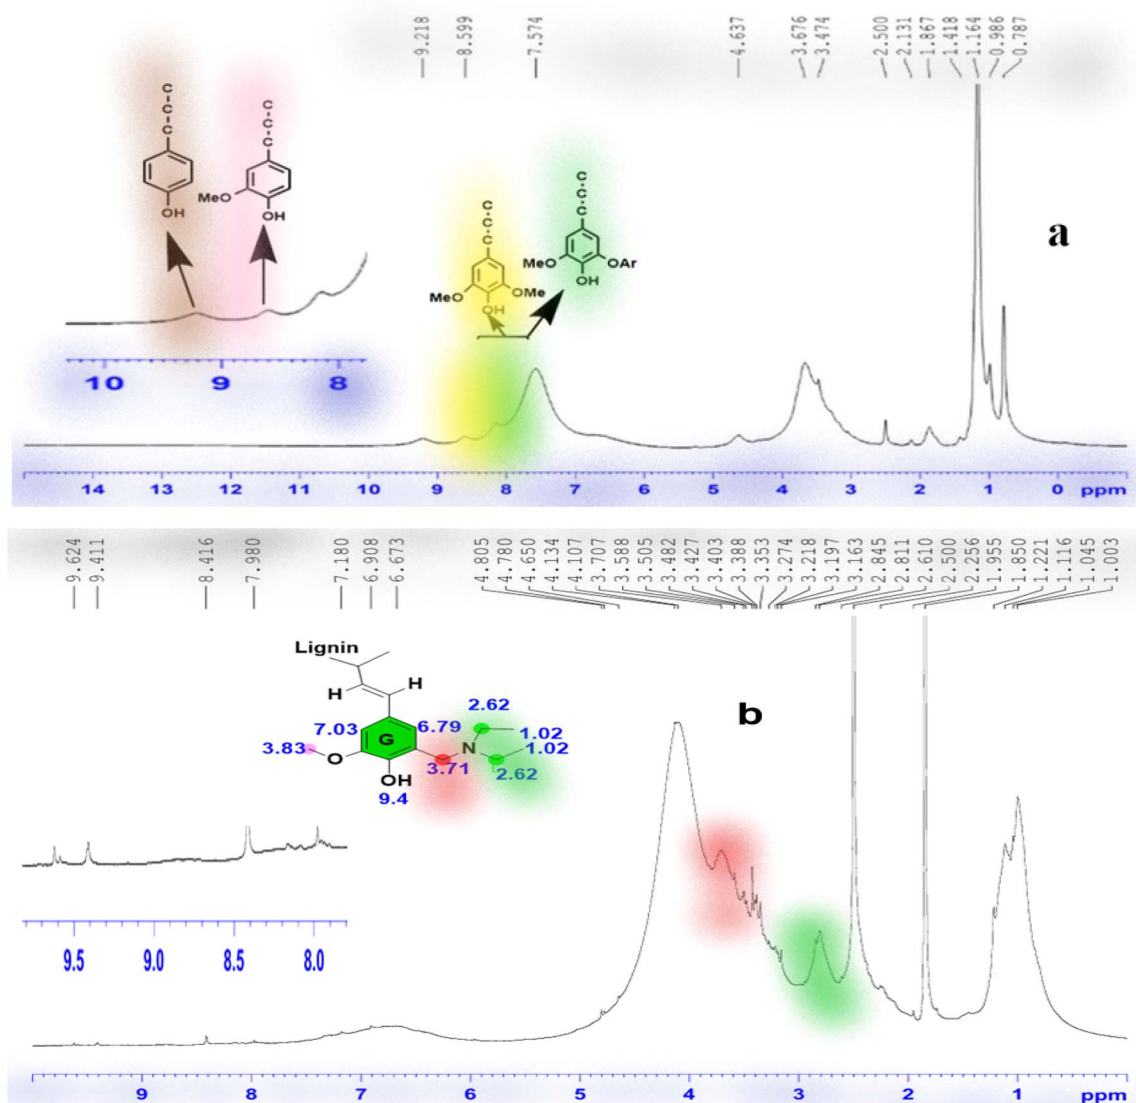 9.218
8.599
7.574
4.637
3.676
3.474
2.500
2.131
1.867
1.418
1.164
0.986
0.787
C
C
C
OH
C
C
C
MeO
OH
C
C
C
MeO
OMe
OH
C
C
C
MeO
OAr
OH
a
10 9 8
14 13 12 11 10 9 8 7 6 5 4 3 2 1 0 ppm
9.624
9.411
8.416
7.980
7.180
6.908
6.673
4.805
4.780
4.650
4.134
4.107
3.707
3.588
3.505
3.482
3.427
3.403
3.388
3.353
3.274
3.218
3.197
3.163
2.845
2.811
2.610
2.500
2.256
1.955
1.850
1.221
1.116
1.045
1.003
Lignin
H H
2.62
7.03 6.79 1.02
G N 1.02
3.83 O 3.71 2.62
OH
9.4
b
9.5 9.0 8.5 8.0
9 8 7 6 5 4 3 2 1 ppm